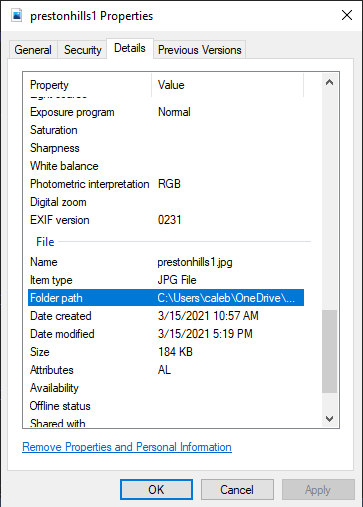 prestonhills1 Properties
General Security Details Previous Versions
Property Value
Exposure program Normal
Saturation
Sharpness
White balance
Photometric interpretation RGB
Digital zoom
EXIF version 0231
File
Name prestonhills1.jpg
Item type JPG File
Folder path C:\Users\caleb\OneDrive\...
Date created 3/15/2021 10:57 AM
Date modified 3/15/2021 5:19 PM
Size 184 KB
Attributes AL
Availability
Offline status
Shared with
Remove Properties and Personal Information
OK Cancel Apply